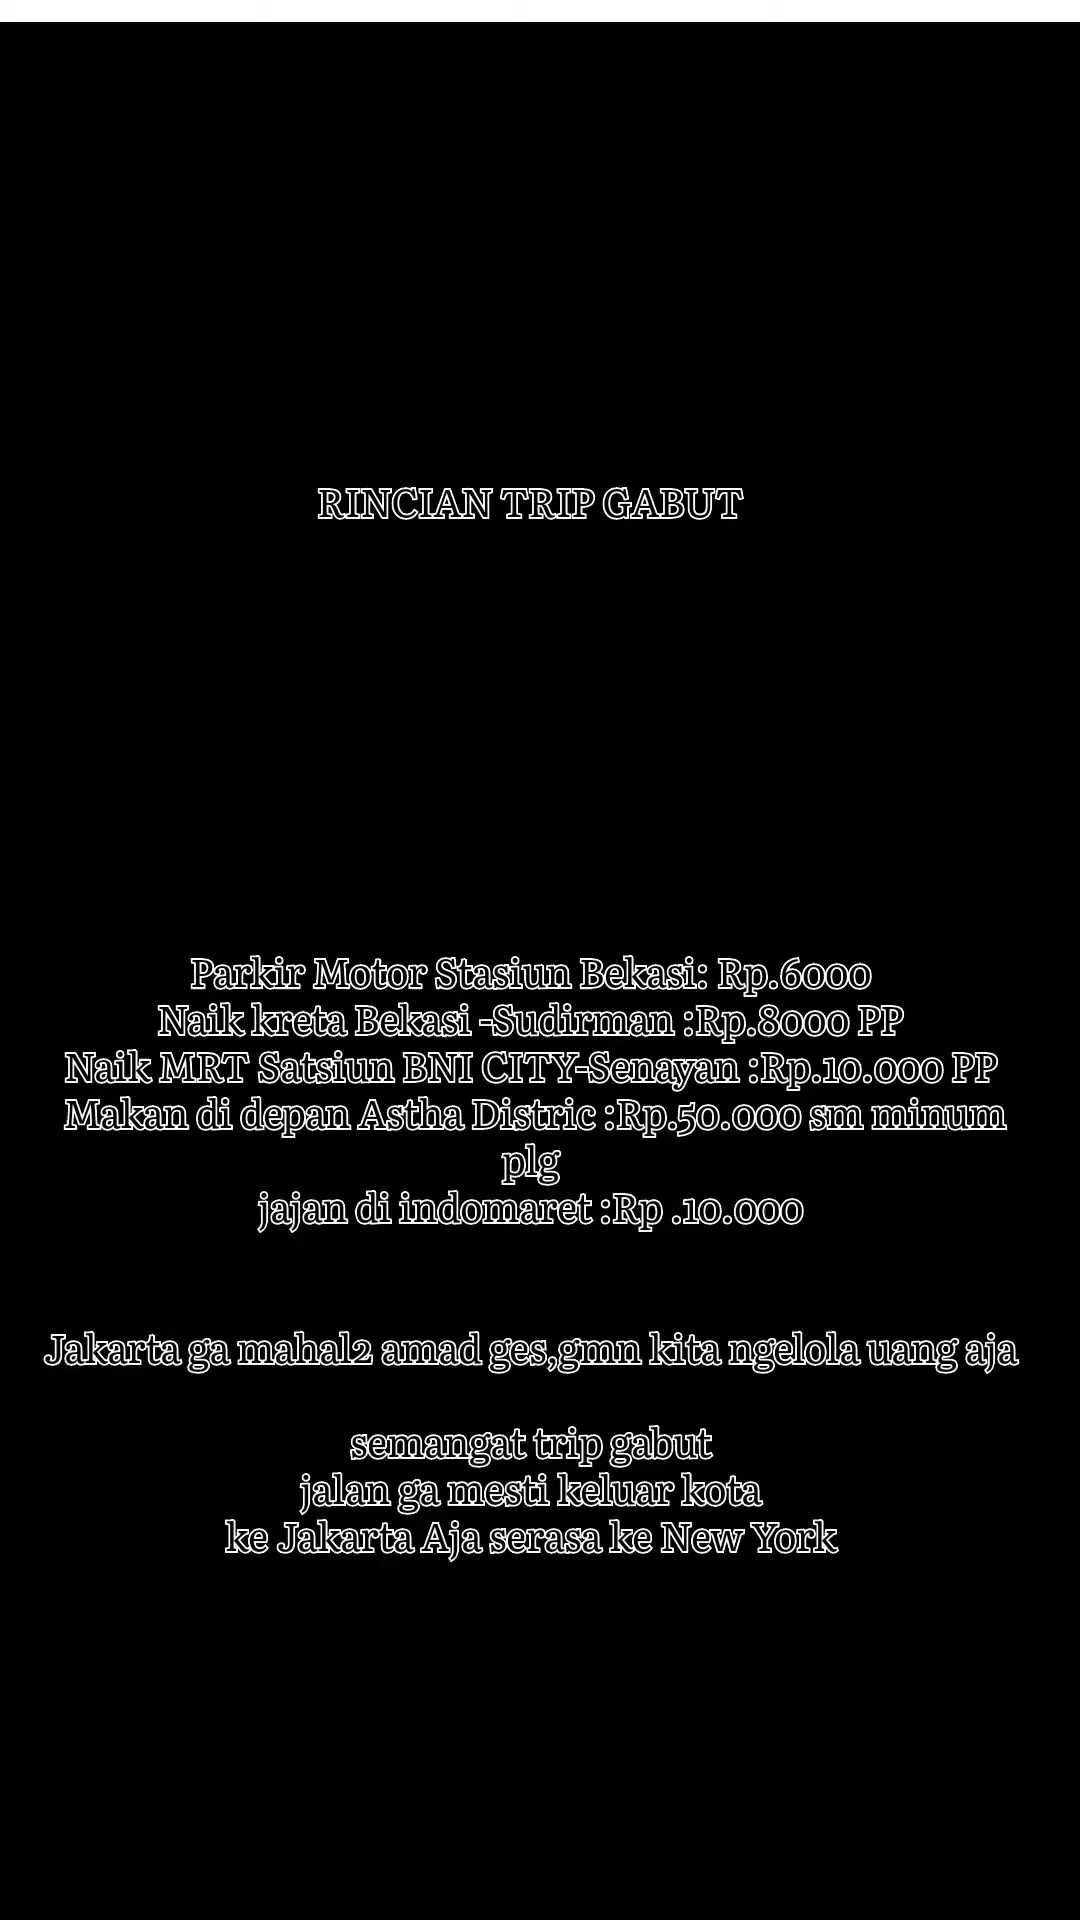 RINCIAN TRIP GABUT
Parkir Motor Stasiun Bekasi: Rp.6000
Naik kreta Bekasi -Sudirman :Rp.8000 PP
Naik MRT Satsiun BNI CITY-Senayan :Rp.10.000 PP
Makan di depan Astha Distric :Rp.50.000 sm minum
plg
jajan di indomaret :Rp .10.000
Jakarta ga mahal2 amad ges,gmn kita ngelola uang aja
semangat trip gabut
jalan ga mesti keluar kota
ke Jakarta Aja serasa ke New York